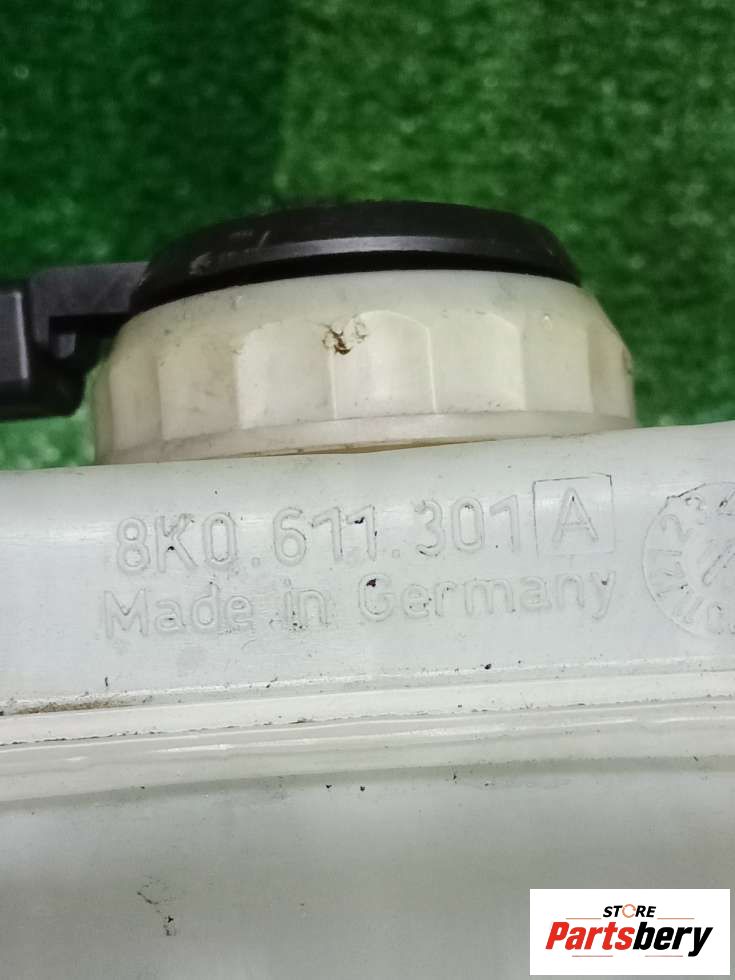 8K0.611.301 A
Made in Germany
STORE
Partsbery